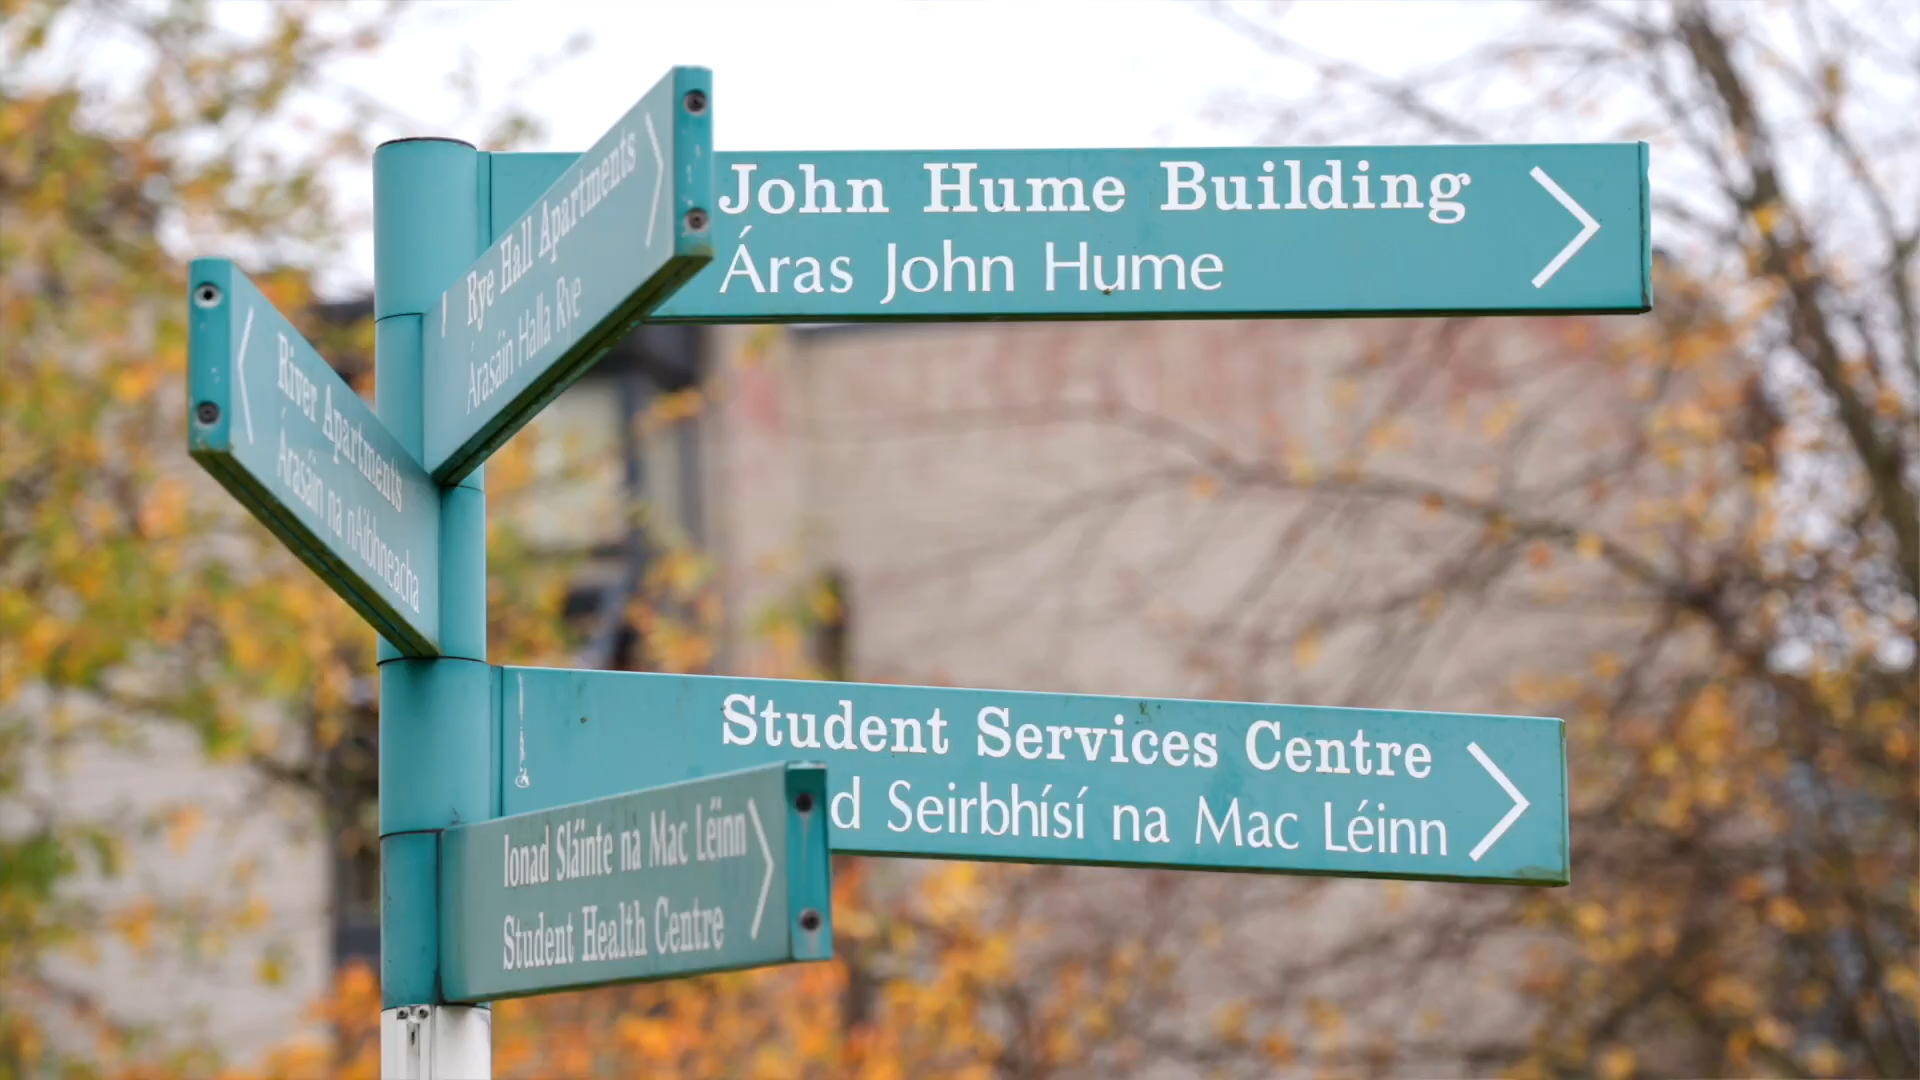 John Hume Building
Áras John Hume
Rye Hall Apartments
Árasáin Halla Rye
River Apartments
Árasáin na nAibhneacha
Student Services Centre
Seirbhísí na Mac Léinn
Ionad Sláinte na Mac Léinn
Student Health Centre